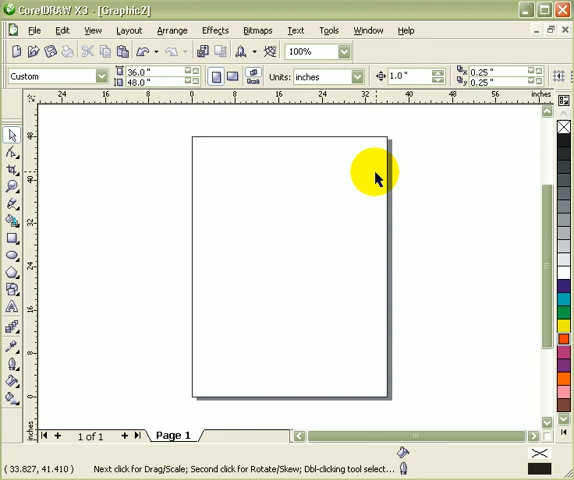 CorelDRAW X3 - [Graphic2]
File Edit View Layout Arrange Effects Bitmaps Text Tools Window Help
100%
Custom 36.0 " 48.0 " Units: inches 1.0 " 0.25 " 0.25 "
24 16 8 0 8 16 24 32 40 48 56 inches
48
40
32
24
16
8
0
inches
1 of 1 Page 1
( 33.827, 41.410 ) Next click for Drag/Scale; Second click for Rotate/Skew; Dbl-clicking tool select...